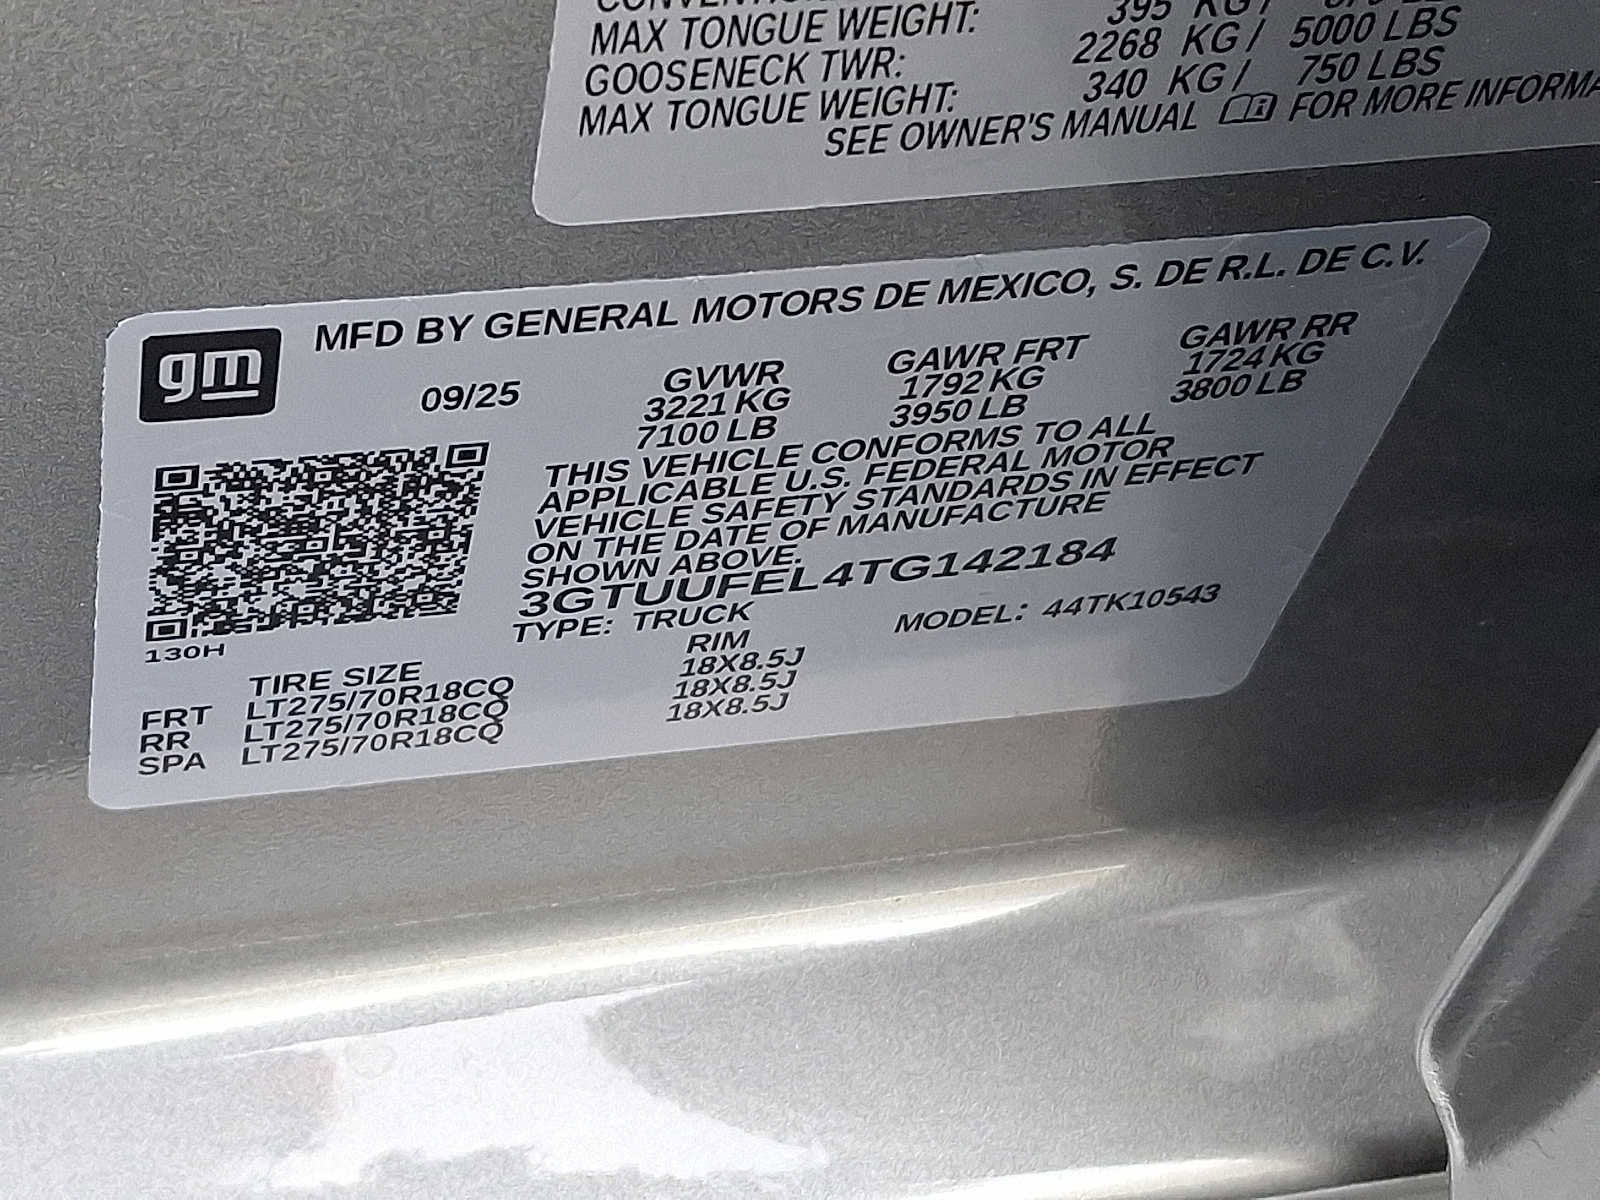 395 KG /
MAX TONGUE WEIGHT: 2268 KG / 5000 LBS
GOOSENECK TWR: 340 KG / 750 LBS
MAX TONGUE WEIGHT:
SEE OWNER'S MANUAL FOR MORE
gm
MFD BY GENERAL MOTORS DE MEXICO, S. DE R.L. DE C.V.
09/25
GVWR
3221 KG
7100 LB
GAWR FRT
1792 KG
3950 LB
GAWR RR
1724 KG
3800 LB
THIS VEHICLE CONFORMS TO ALL
APPLICABLE U.S. FEDERAL MOTOR
VEHICLE SAFETY STANDARDS IN EFFECT
ON THE DATE OF MANUFACTURE
SHOWN ABOVE.
3GTUUFEL4TG142184
TYPE: TRUCK MODEL: 44TK10543
130H
TIRE SIZE RIM
FRT LT275/70R18CQ 18X8.5J
RR LT275/70R18CQ 18X8.5J
SPA LT275/70R18CQ 18X8.5J